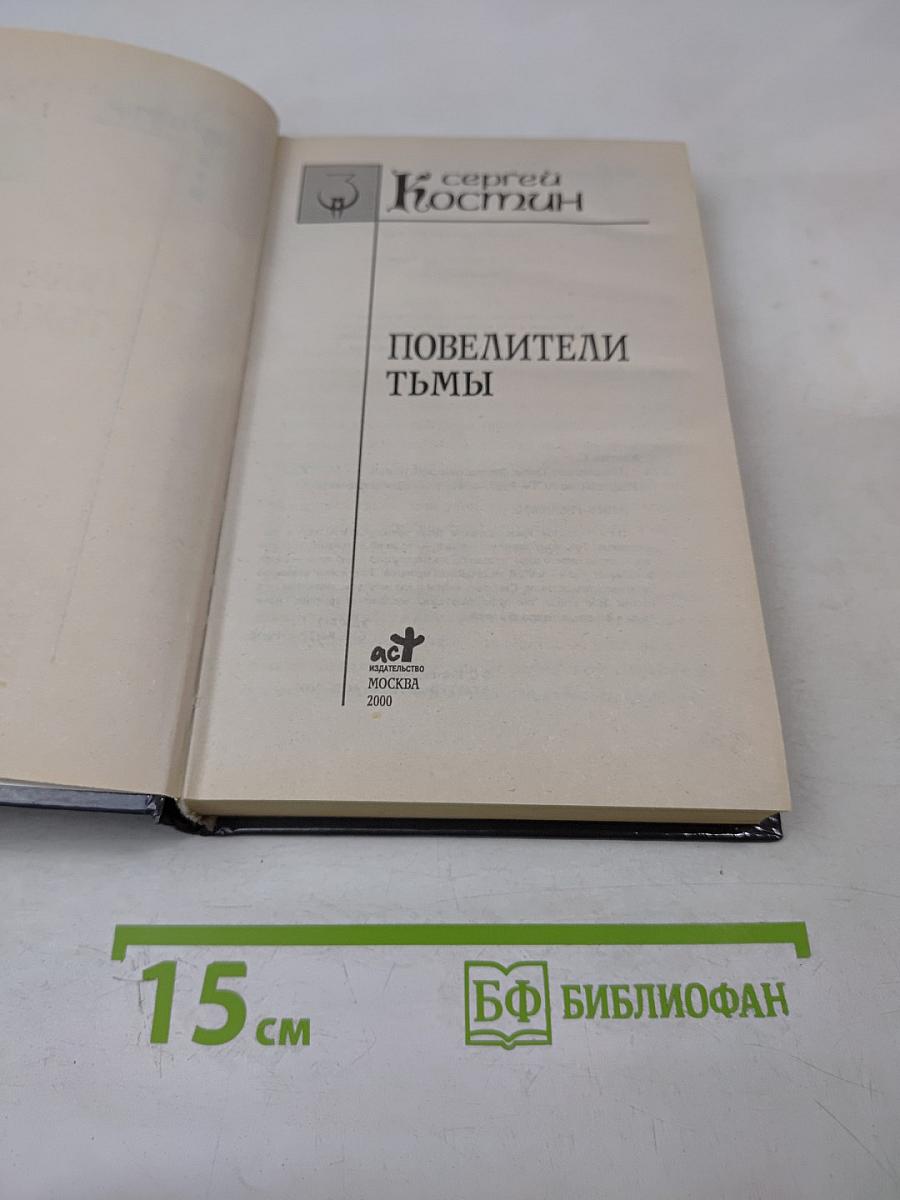 Сергей
Костин
ПОВЕЛИТЕЛИ
ТЬМЫ
аст
ИЗДАТЕЛЬСТВО
МОСКВА
2000
15 см
БФ БИБЛИОФАН